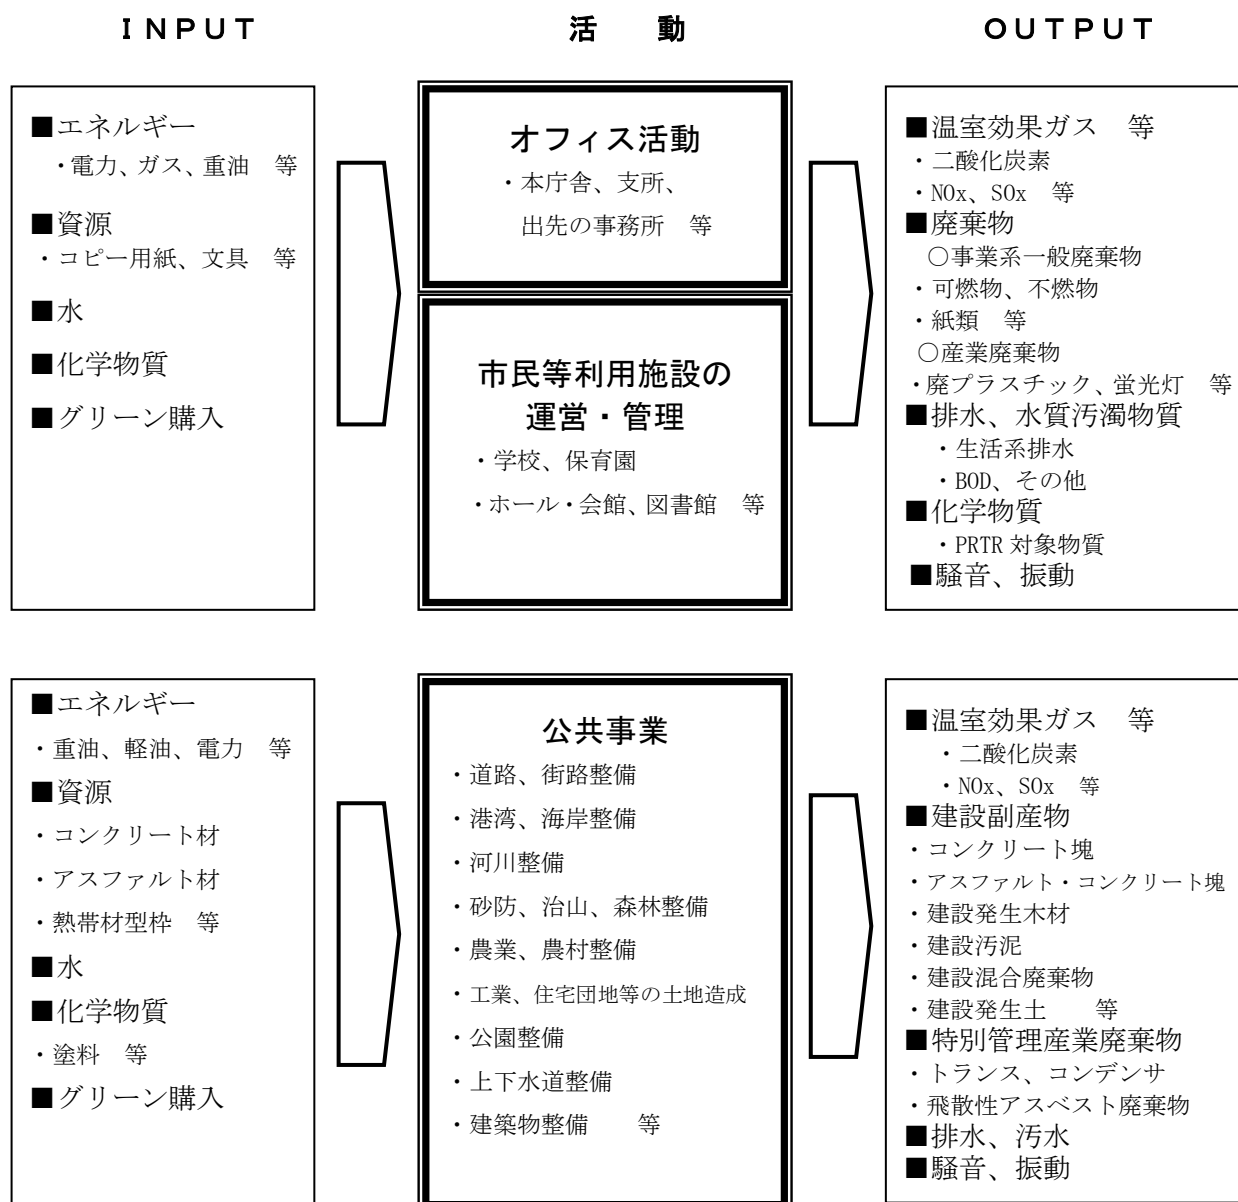 ＩＮＰＵＴ
活　動
ＯＵＴＰＵＴ
■エネルギー
・電力、ガス、重油　等
■資源
・コピー用紙、文具　等
■水
■化学物質
■グリーン購入
オフィス活動
・本庁舎、支所、
出先の事務所　等
市民等利用施設の
運営・管理
・学校、保育園
・ホール・会館、図書館　等
■温室効果ガス　等
・二酸化炭素
・NOx、SOx　等
■廃棄物
○事業系一般廃棄物
・可燃物、不燃物
・紙類　等
○産業廃棄物
・廃プラスチック、蛍光灯　等
■排水、水質汚濁物質
・生活系排水
・BOD、その他
■化学物質
・PRTR 対象物質
■騒音、振動
■エネルギー
・重油、軽油、電力　等
■資源
・コンクリート材
・アスファルト材
・熱帯材型枠　等
■水
■化学物質
・塗料　等
■グリーン購入
公共事業
・道路、街路整備
・港湾、海岸整備
・河川整備
・砂防、治山、森林整備
・農業、農村整備
・工業、住宅団地等の土地造成
・公園整備
・上下水道整備
・建築物整備　　等
■温室効果ガス　等
・二酸化炭素
・NOx、SOx　等
■建設副産物
・コンクリート塊
・アスファルト・コンクリート塊
・建設発生木材
・建設汚泥
・建設混合廃棄物
・建設発生土　　等
■特別管理産業廃棄物
・トランス、コンデンサ
・飛散性アスベスト廃棄物
■排水、汚水
■騒音、振動